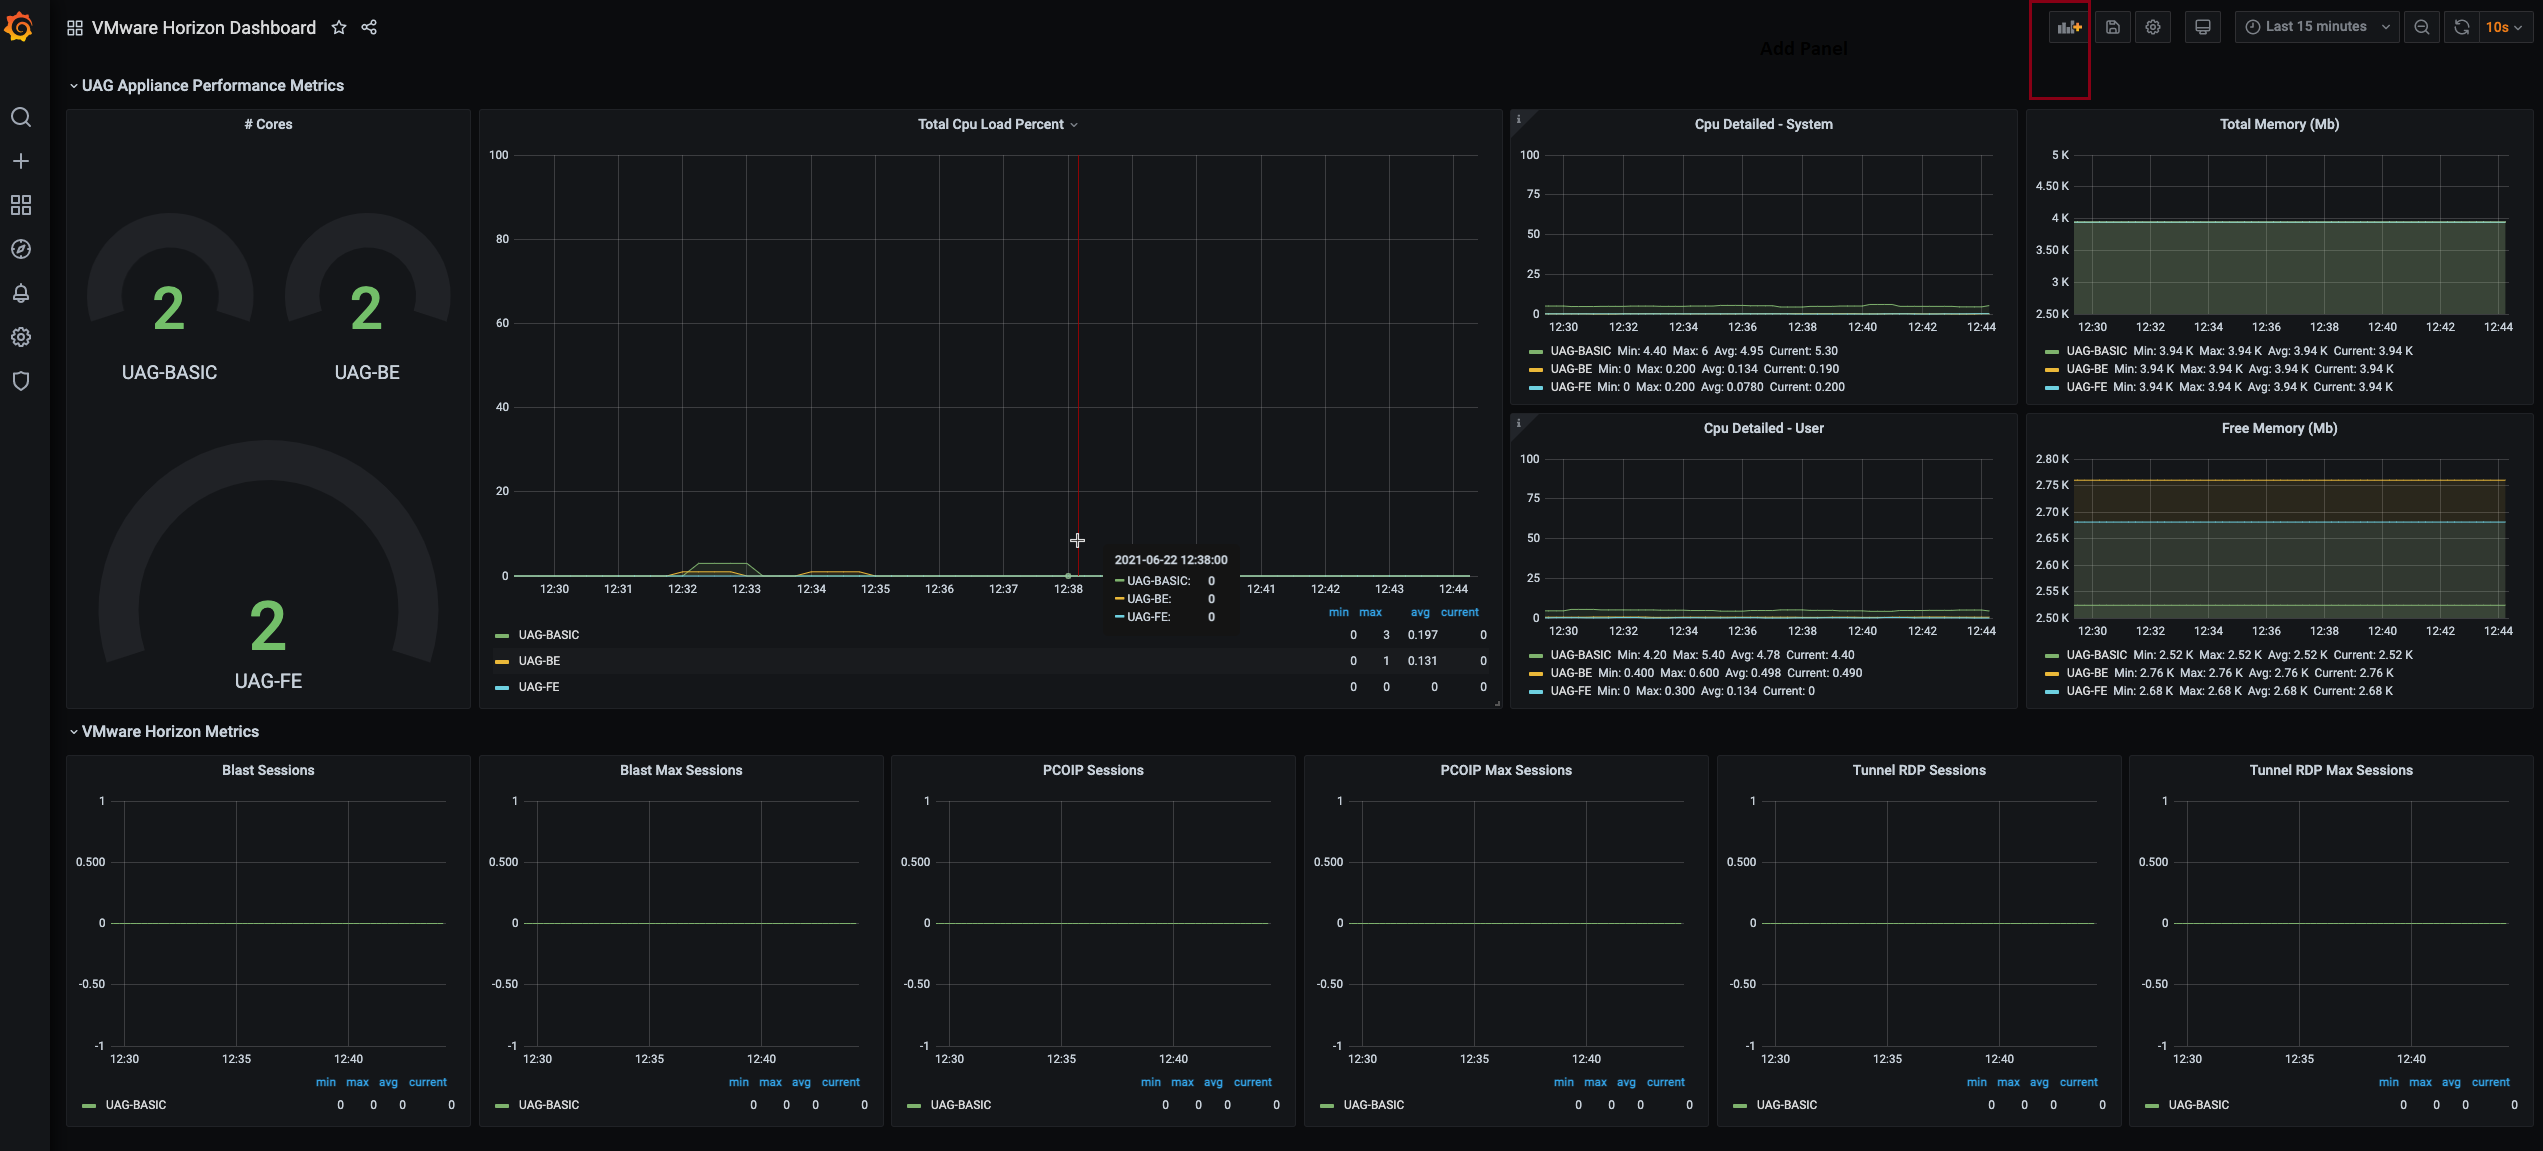 VMware Horizon Dashboard
Add Panel
Last 15 minutes
10s
UAG Appliance Performance Metrics
# Cores
2
UAG-BASIC
2
UAG-BE
2
UAG-FE
Total Cpu Load Percent
100
80
60
40
20
0
12:30 12:31 12:32 12:33 12:34 12:35 12:36 12:37 12:38 12:41 12:42 12:43 12:44
2021-06-22 12:38:00
UAG-BASIC: 0
UAG-BE: 0
UAG-FE: 0
min max avg current
UAG-BASIC 0 3 0.197 0
UAG-BE 0 1 0.131 0
UAG-FE 0 0 0 0
Cpu Detailed - System
100
75
50
25
0
12:30 12:32 12:34 12:36 12:38 12:40 12:42 12:44
UAG-BASIC Min: 4.40 Max: 6 Avg: 4.95 Current: 5.30
UAG-BE Min: 0 Max: 0.200 Avg: 0.134 Current: 0.190
UAG-FE Min: 0 Max: 0.200 Avg: 0.0780 Current: 0.200
Total Memory (Mb)
5 K
4.50 K
4 K
3.50 K
3 K
2.50 K
12:30 12:32 12:34 12:36 12:38 12:40 12:42 12:44
UAG-BASIC Min: 3.94 K Max: 3.94 K Avg: 3.94 K Current: 3.94 K
UAG-BE Min: 3.94 K Max: 3.94 K Avg: 3.94 K Current: 3.94 K
UAG-FE Min: 3.94 K Max: 3.94 K Avg: 3.94 K Current: 3.94 K
Cpu Detailed - User
100
75
50
25
0
12:30 12:32 12:34 12:36 12:38 12:40 12:42 12:44
UAG-BASIC Min: 4.20 Max: 5.40 Avg: 4.78 Current: 4.40
UAG-BE Min: 0.400 Max: 0.600 Avg: 0.498 Current: 0.490
UAG-FE Min: 0 Max: 0.300 Avg: 0.134 Current: 0
Free Memory (Mb)
2.80 K
2.75 K
2.70 K
2.65 K
2.60 K
2.55 K
2.50 K
12:30 12:32 12:34 12:36 12:38 12:40 12:42 12:44
UAG-BASIC Min: 2.52 K Max: 2.52 K Avg: 2.52 K Current: 2.52 K
UAG-BE Min: 2.76 K Max: 2.76 K Avg: 2.76 K Current: 2.76 K
UAG-FE Min: 2.68 K Max: 2.68 K Avg: 2.68 K Current: 2.68 K
VMware Horizon Metrics
Blast Sessions
1
0.500
0
-0.50
-1
12:30 12:35 12:40
min max avg current
UAG-BASIC 0 0 0 0
Blast Max Sessions
1
0.500
0
-0.50
-1
12:30 12:35 12:40
min max avg current
UAG-BASIC 0 0 0 0
PCOIP Sessions
1
0.500
0
-0.50
-1
12:30 12:35 12:40
min max avg current
UAG-BASIC 0 0 0 0
PCOIP Max Sessions
1
0.500
0
-0.50
-1
12:30 12:35 12:40
min max avg current
UAG-BASIC 0 0 0 0
Tunnel RDP Sessions
1
0.500
0
-0.50
-1
12:30 12:35 12:40
min max avg current
UAG-BASIC 0 0 0 0
Tunnel RDP Max Sessions
1
0.500
0
-0.50
-1
12:30 12:35 12:40
min max avg current
UAG-BASIC 0 0 0 0